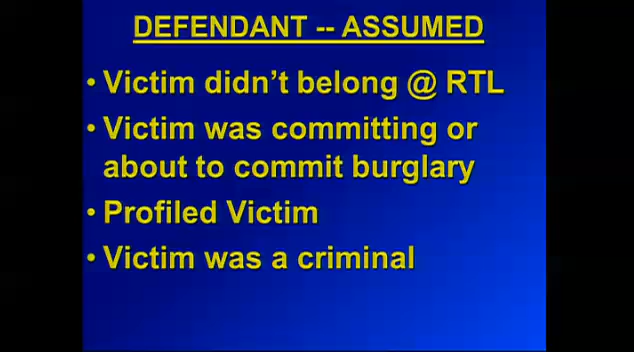 DEFENDANT -- ASSUMED
• Victim didn't belong @ RTL
• Victim was committing or
about to commit burglary
• Profiled Victim
• Victim was a criminal